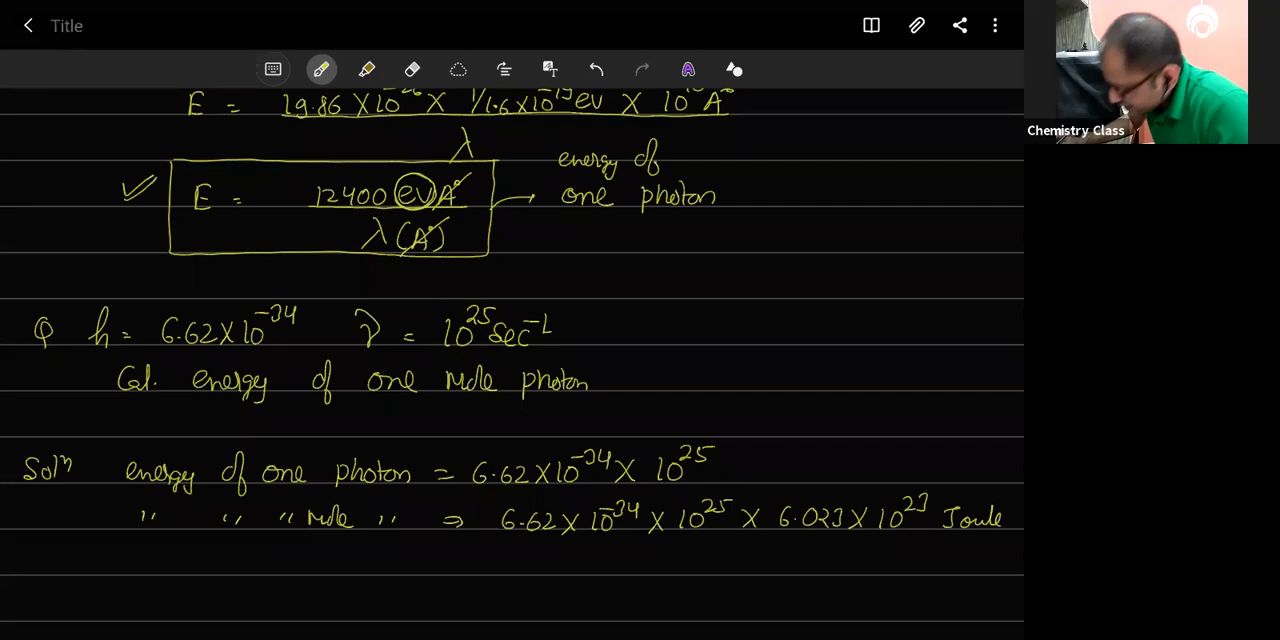 Title
E = 19.86 X 10⁻²⁶ X 1/1.6 x 10⁻¹⁹ ev X 10¹⁰ A°
λ
energy of
E = 12400 ev A° one photon
λ (A°)
Q h = 6.62 X 10⁻³⁴ ν = 10²⁵ sec⁻¹
Cal. energy of one mole photon
Solⁿ energy of one photon = 6.62 X 10⁻³⁴ X 10²⁵
" " " mole " ⇒ 6.62 X 10⁻³⁴ X 10²⁵ X 6.023 X 10²³ Joule
Chemistry Class